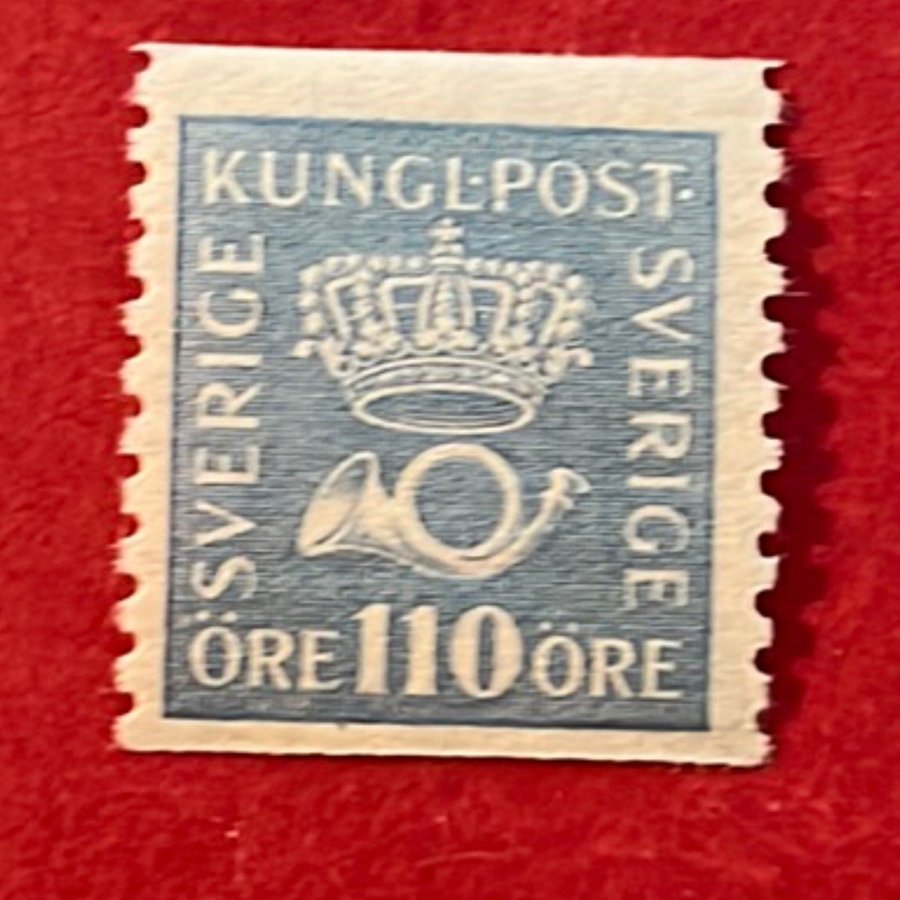 KUNGL·POST·
SVERIGE
SVERIGE
ÖRE 110 ÖRE